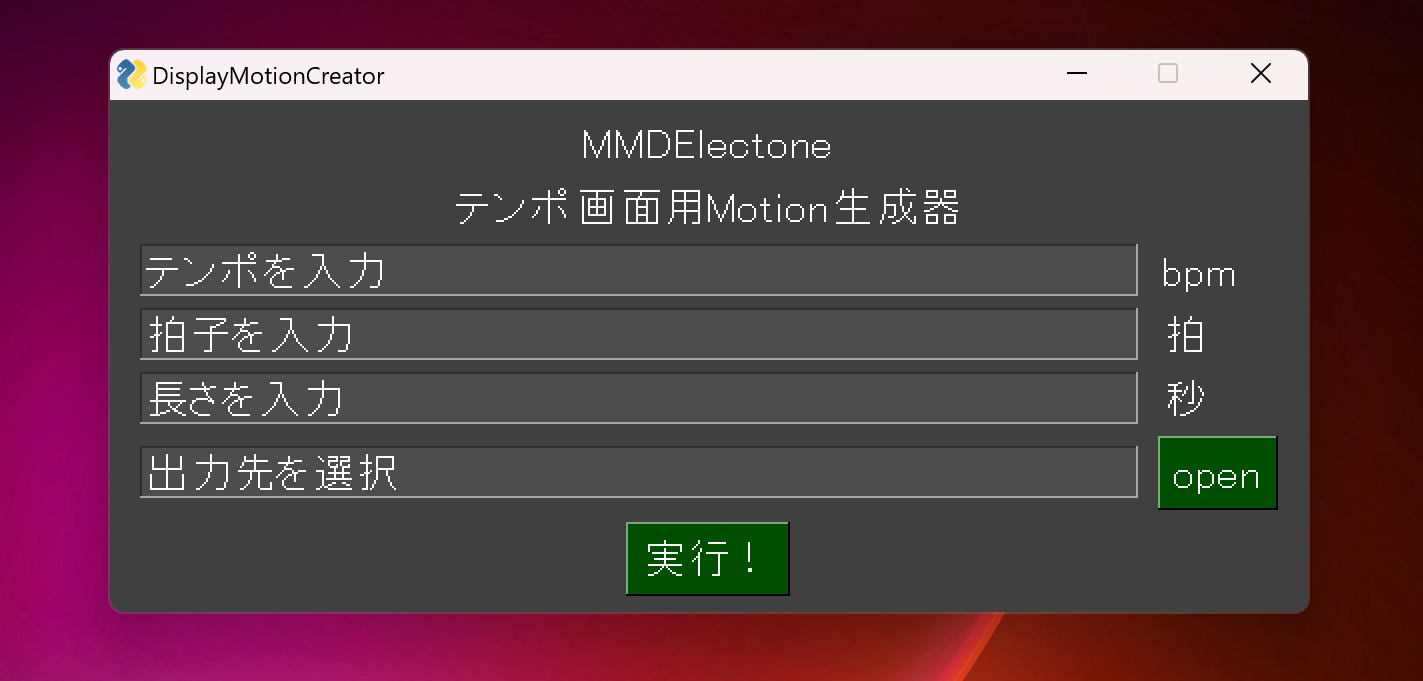 DisplayMotionCreator
MMDElectone
テンポ画面用Motion生成器
テンポを入力 bpm
拍子を入力 拍
長さを入力 秒
出力先を選択 open
実行！